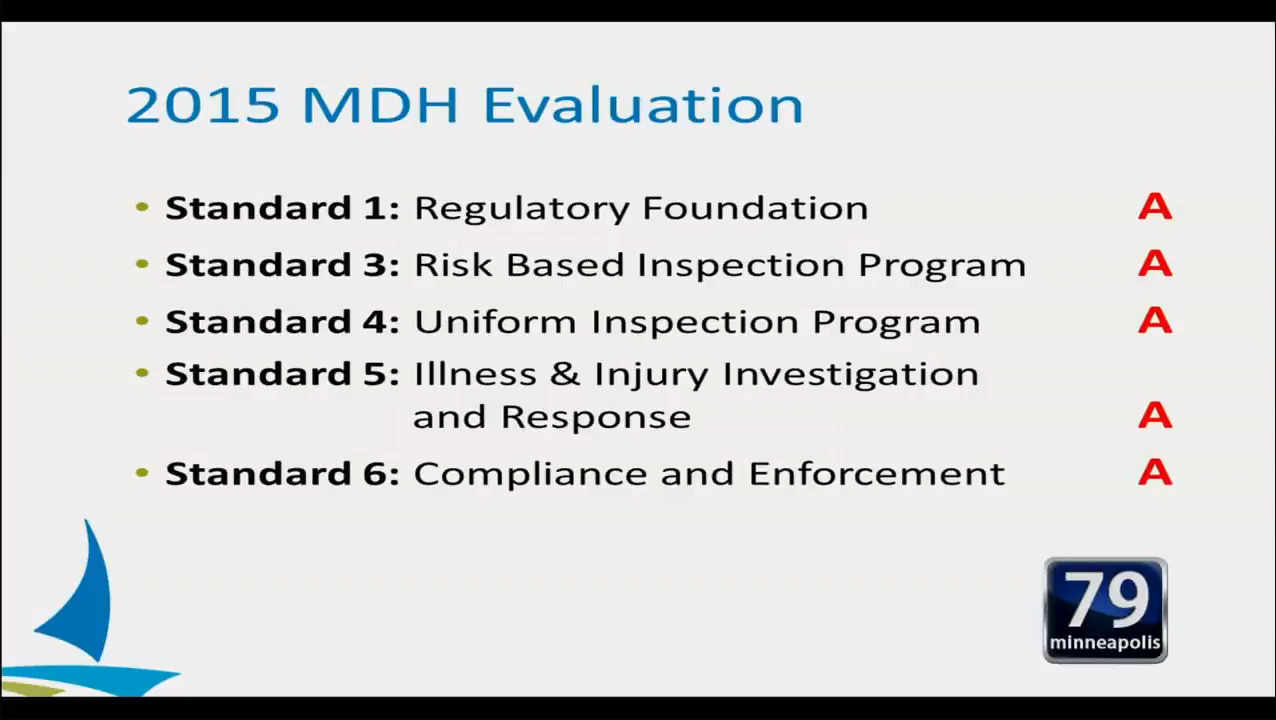 2015 MDH Evaluation
• Standard 1: Regulatory Foundation A
• Standard 3: Risk Based Inspection Program A
• Standard 4: Uniform Inspection Program A
• Standard 5: Illness & Injury Investigation
and Response A
• Standard 6: Compliance and Enforcement A
79
minneapolis